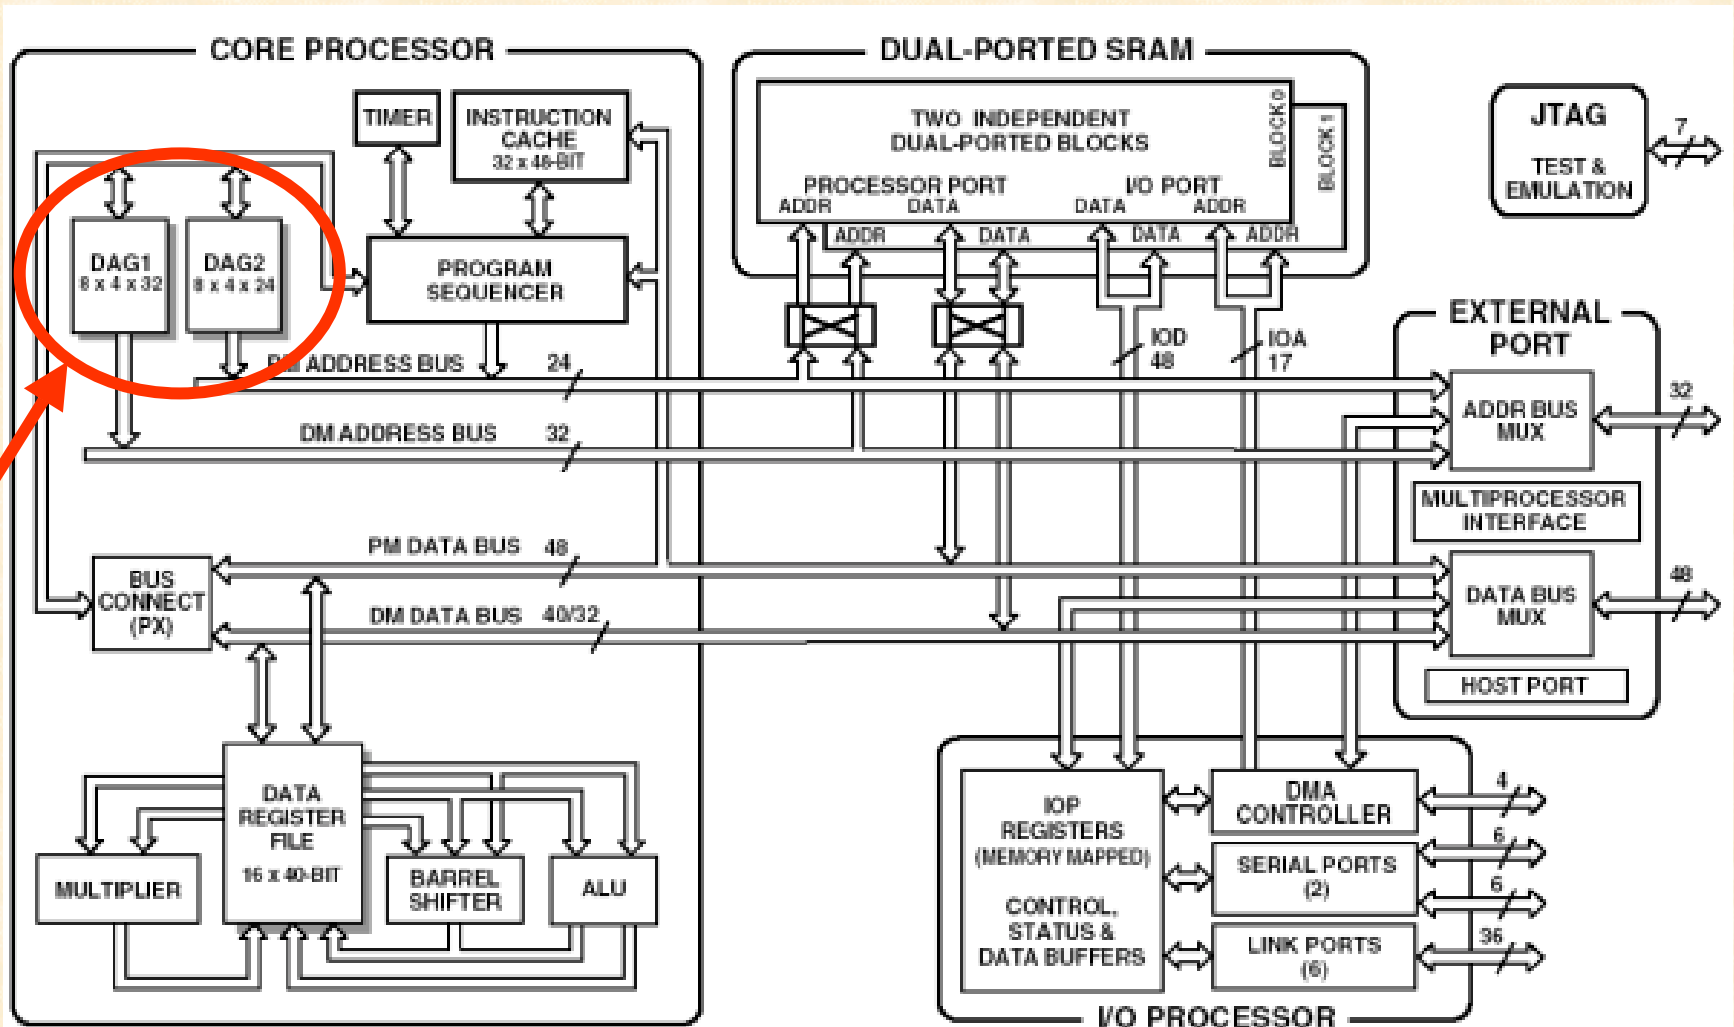 CORE PROCESSOR
TIMER
INSTRUCTION
CACHE
32 x 48-BIT
DAG1
8 x 4 x 32
DAG2
8 x 4 x 24
PROGRAM
SEQUENCER
ADDRESS BUS 24
DM ADDRESS BUS 32
PM DATA BUS 48
DM DATA BUS 40/32
BUS
CONNECT
(PX)
DATA
REGISTER
FILE
16 x 40-BIT
MULTIPLIER
BARREL
SHIFTER
ALU
DUAL-PORTED SRAM
TWO INDEPENDENT
DUAL-PORTED BLOCKS
BLOCK 0
BLOCK 1
PROCESSOR PORT
I/O PORT
ADDR
DATA
DATA
ADDR
ADDR
DATA
DATA
ADDR
IOD
48
IOA
17
JTAG
TEST &
EMULATION
7
EXTERNAL
PORT
ADDR BUS
MUX
32
MULTIPROCESSOR
INTERFACE
DATA BUS
MUX
48
HOST PORT
IOP
REGISTERS
(MEMORY MAPPED)
CONTROL,
STATUS &
DATA BUFFERS
DMA
CONTROLLER
4
SERIAL PORTS
(2)
6
6
LINK PORTS
(6)
36
I/O PROCESSOR